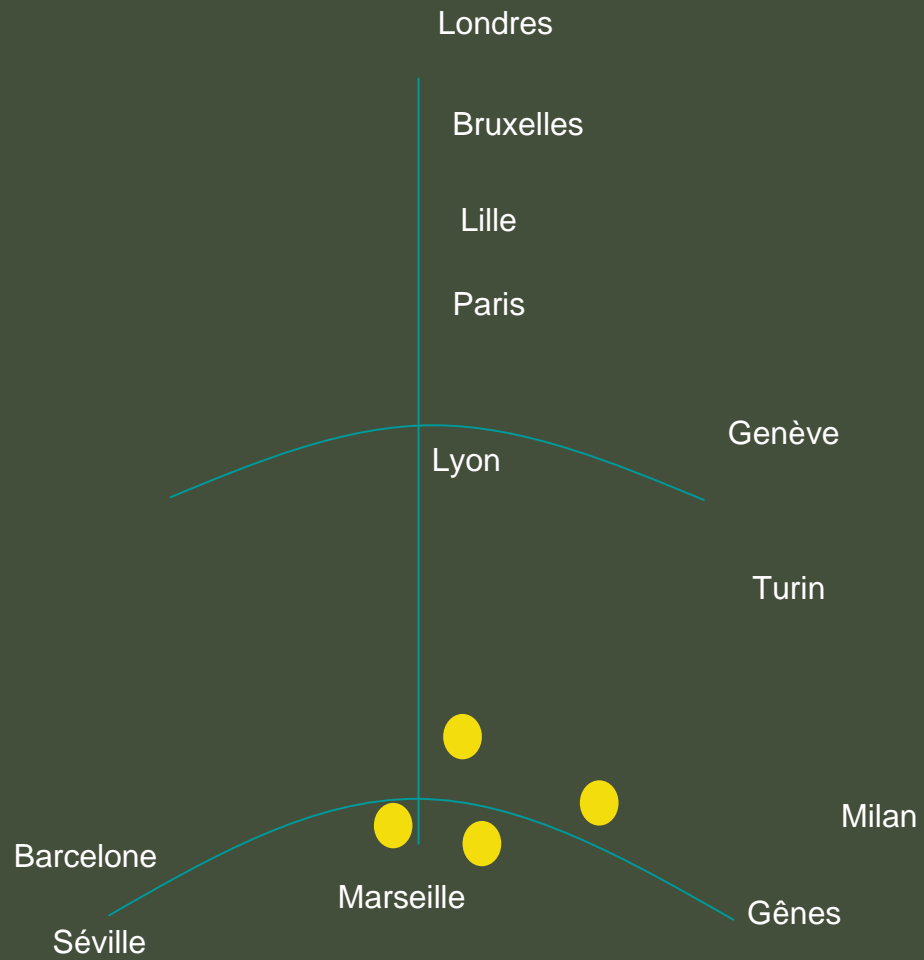 Londres
Bruxelles
Lille
Paris
Genève
Lyon
Turin
Milan
Barcelone
Marseille
Gênes
Séville